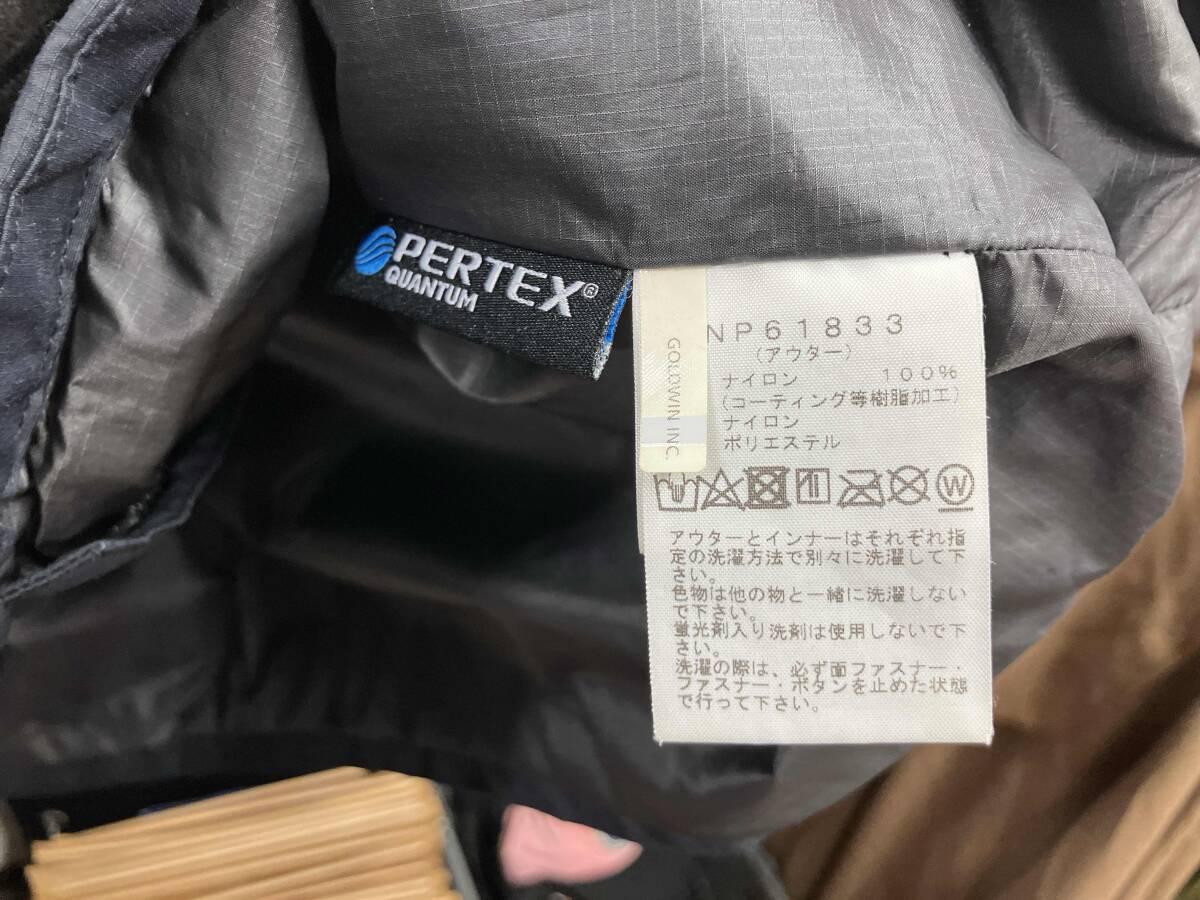 PERTEX®
QUANTUM
GOLDWIN INC.
NP61833
(アウター)
ナイロン 100%
(コーティング等樹脂加工)
ナイロン
ポリエステル
W
アウターとインナーはそれぞれ指
定の洗濯方法で別々に洗濯して下
さい。
色物は他の物と一緒に洗濯しない
で下さい。
蛍光剤入り洗剤は使用しないで下
さい。
洗濯の際は、必ず面ファスナー・
ファスナー・ボタンを止めた状態
で行って下さい。